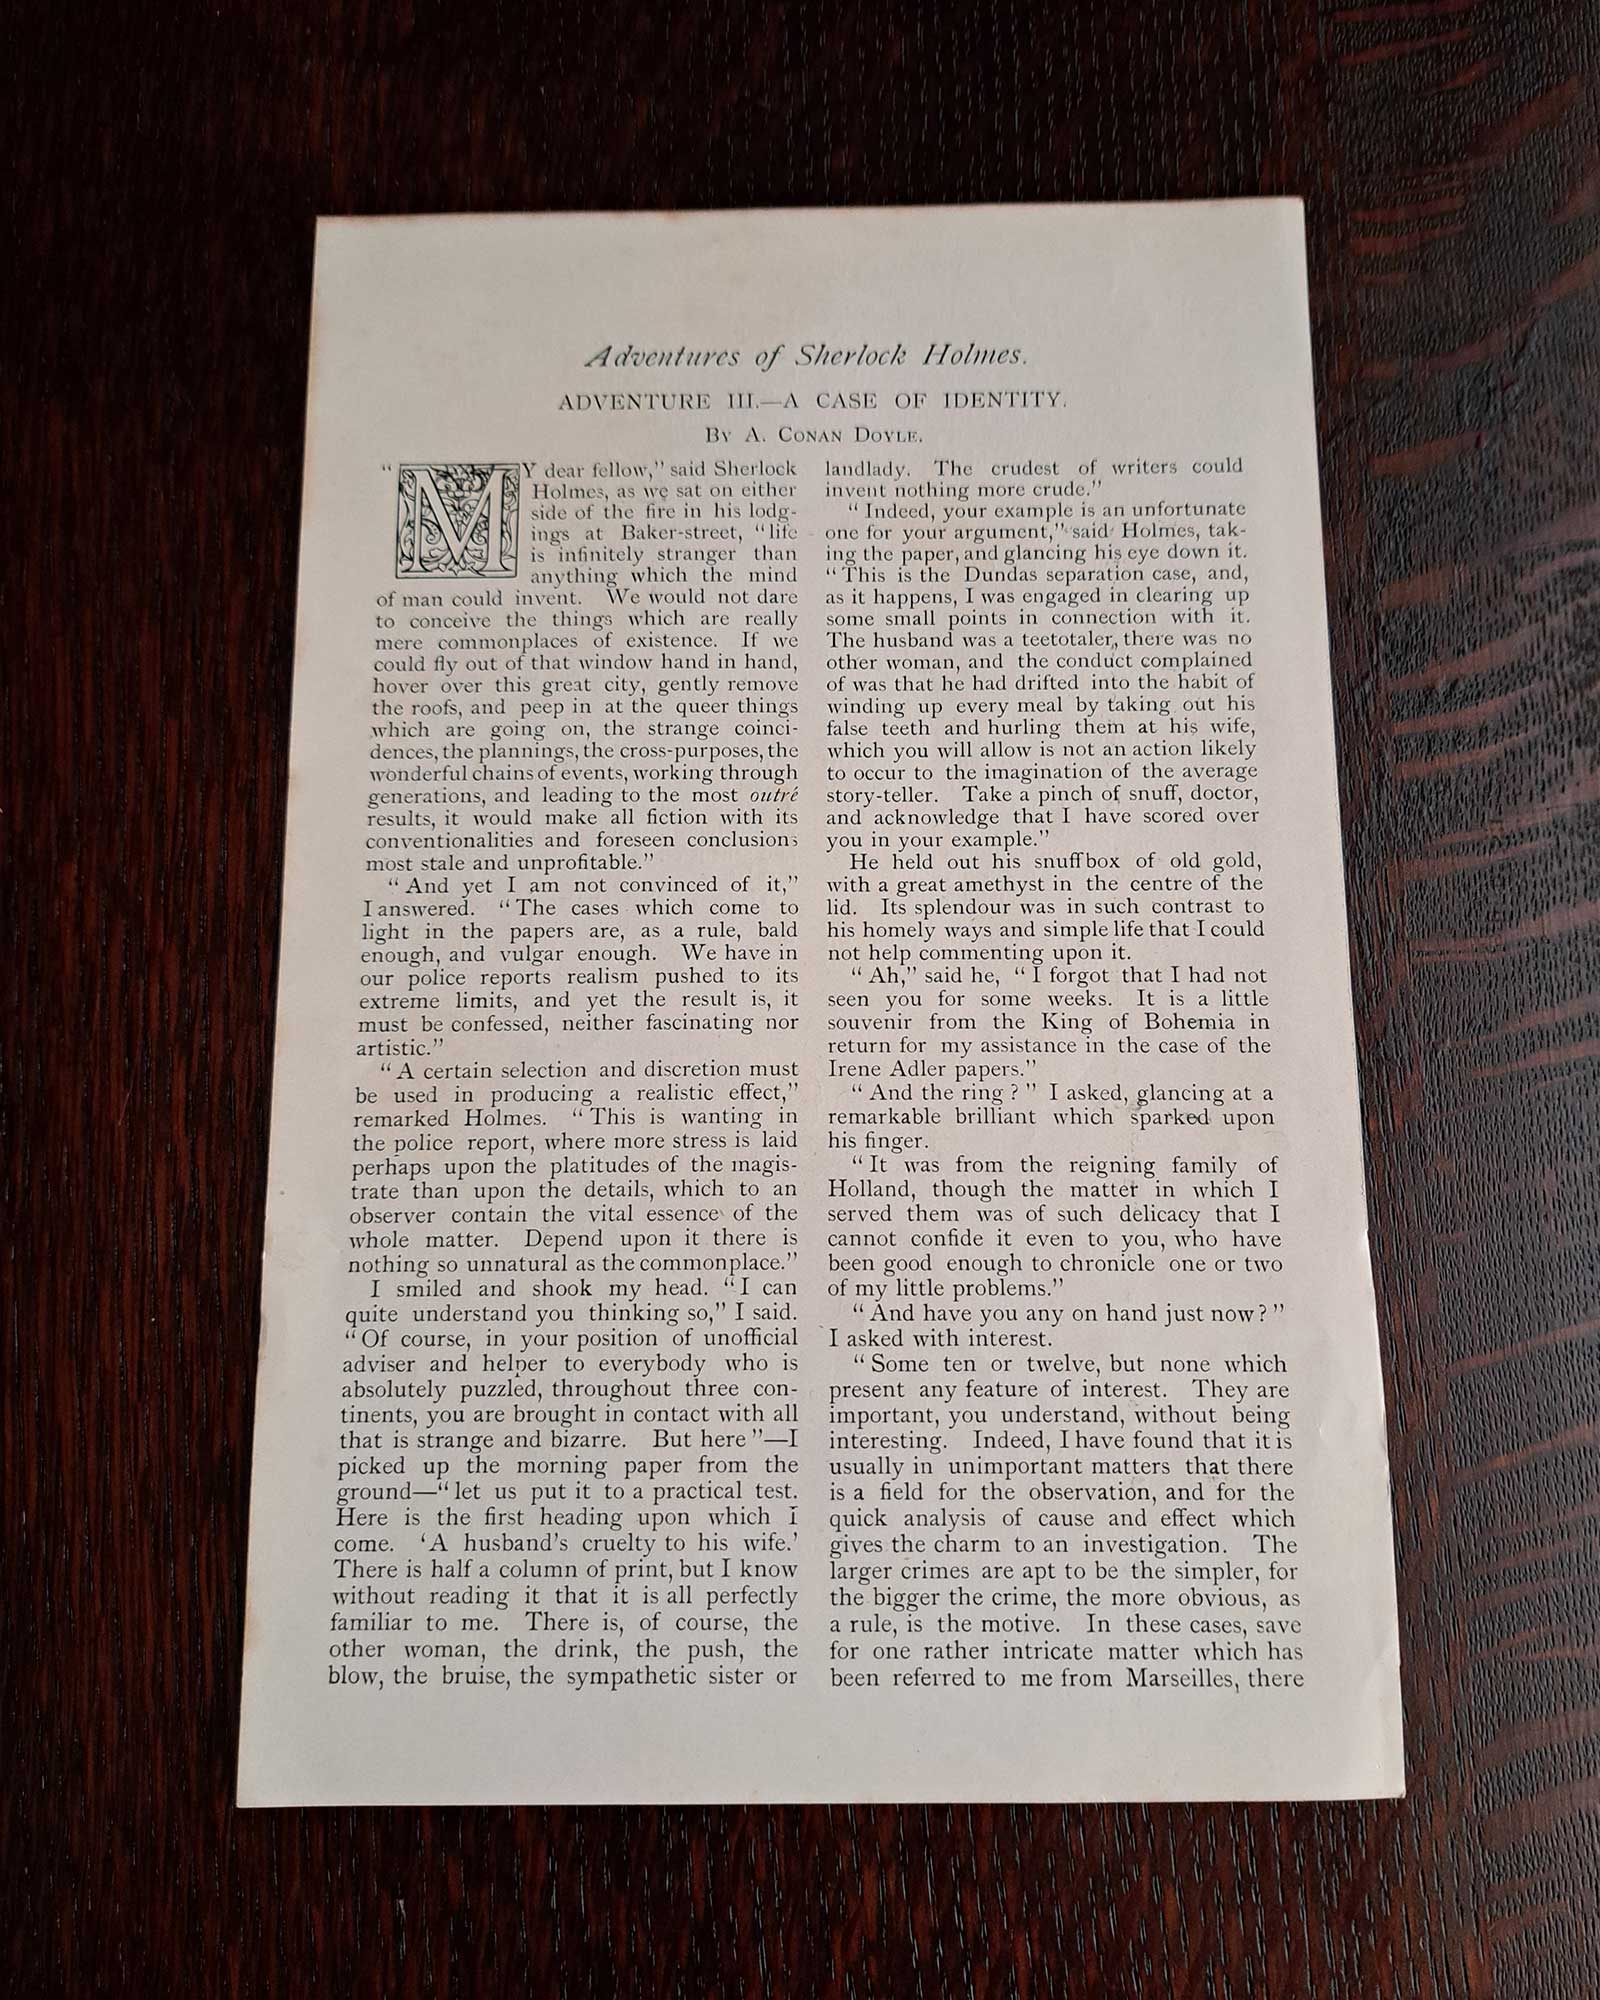 Adventures of Sherlock Holmes.
ADVENTURE III.—A CASE OF IDENTITY.
By A. Conan Doyle.
“MY dear fellow,” said Sherlock
Holmes, as we sat on either
side of the fire in his lodg-
ings at Baker-street, “life
is infinitely stranger than
anything which the mind
of man could invent. We would not dare
to conceive the things which are really
mere commonplaces of existence. If we
could fly out of that window hand in hand,
hover over this great city, gently remove
the roofs, and peep in at the queer things
which are going on, the strange coinci-
dences, the plannings, the cross-purposes, the
wonderful chains of events, working through
generations, and leading to the most outré
results, it would make all fiction with its
conventionalities and foreseen conclusions
most stale and unprofitable.”
“And yet I am not convinced of it,”
I answered. “The cases which come to
light in the papers are, as a rule, bald
enough, and vulgar enough. We have in
our police reports realism pushed to its
extreme limits, and yet the result is, it
must be confessed, neither fascinating nor
artistic.”
“A certain selection and discretion must
be used in producing a realistic effect,”
remarked Holmes. “This is wanting in
the police report, where more stress is laid
perhaps upon the platitudes of the magis-
trate than upon the details, which to an
observer contain the vital essence of the
whole matter. Depend upon it there is
nothing so unnatural as the commonplace.”
I smiled and shook my head. “I can
quite understand you thinking so,” I said.
“Of course, in your position of unofficial
adviser and helper to everybody who is
absolutely puzzled, throughout three con-
tinents, you are brought in contact with all
that is strange and bizarre. But here”—I
picked up the morning paper from the
ground—“let us put it to a practical test.
Here is the first heading upon which I
come. ‘A husband’s cruelty to his wife.’
There is half a column of print, but I know
without reading it that it is all perfectly
familiar to me. There is, of course, the
other woman, the drink, the push, the
blow, the bruise, the sympathetic sister or
landlady. The crudest of writers could
invent nothing more crude.”
“Indeed, your example is an unfortunate
one for your argument,” said Holmes, tak-
ing the paper, and glancing his eye down it.
“This is the Dundas separation case, and,
as it happens, I was engaged in clearing up
some small points in connection with it.
The husband was a teetotaler, there was no
other woman, and the conduct complained
of was that he had drifted into the habit of
winding up every meal by taking out his
false teeth and hurling them at his wife,
which you will allow is not an action likely
to occur to the imagination of the average
story-teller. Take a pinch of snuff, doctor,
and acknowledge that I have scored over
you in your example.”
He held out his snuffbox of old gold,
with a great amethyst in the centre of the
lid. Its splendour was in such contrast to
his homely ways and simple life that I could
not help commenting upon it.
“Ah,” said he, “I forgot that I had not
seen you for some weeks. It is a little
souvenir from the King of Bohemia in
return for my assistance in the case of the
Irene Adler papers.”
“And the ring?” I asked, glancing at a
remarkable brilliant which sparked upon
his finger.
“It was from the reigning family of
Holland, though the matter in which I
served them was of such delicacy that I
cannot confide it even to you, who have
been good enough to chronicle one or two
of my little problems.”
“And have you any on hand just now?”
I asked with interest.
“Some ten or twelve, but none which
present any feature of interest. They are
important, you understand, without being
interesting. Indeed, I have found that it is
usually in unimportant matters that there
is a field for the observation, and for the
quick analysis of cause and effect which
gives the charm to an investigation. The
larger crimes are apt to be the simpler, for
the bigger the crime, the more obvious, as
a rule, is the motive. In these cases, save
for one rather intricate matter which has
been referred to me from Marseilles, there